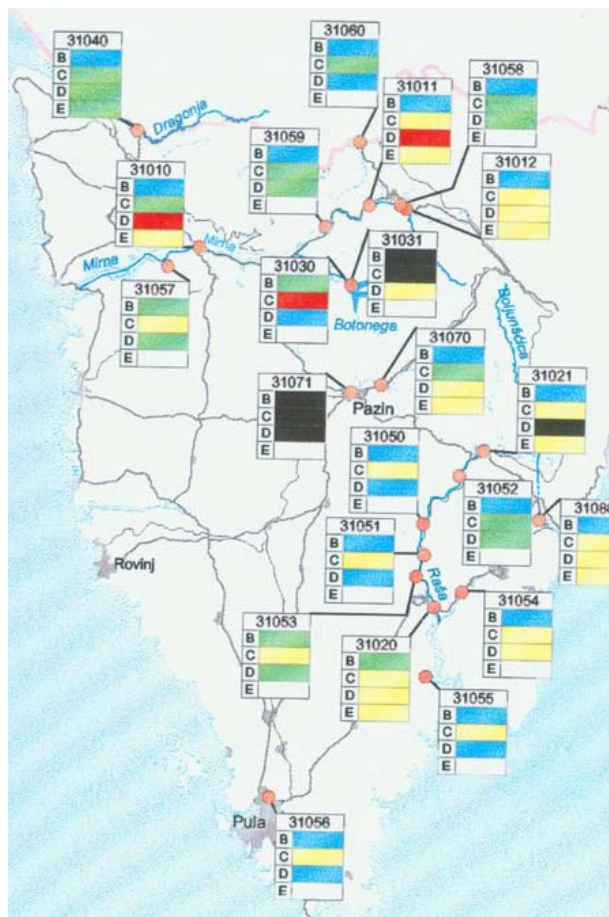 31040
B
C
D
E
31060
B
C
D
E
31011
B
C
D
E
31058
B
C
D
E
Dragonja
31059
B
C
D
E
31010
B
C
D
E
31012
B
C
D
E
Mirna
Mirna
31030
B
C
D
E
31031
B
C
D
E
Botonega
31057
B
C
D
E
Boljunšćica
31070
B
C
D
E
31071
B
C
D
E
Pazin
31021
B
C
D
E
31050
B
C
D
E
31052
B
C
D
E
B
C
D
E
31051
B
C
D
E
Rovinj
Raša
31053
B
C
D
E
31020
B
C
D
E
31054
B
C
D
E
31055
B
C
D
E
Pula
31056
B
C
D
E